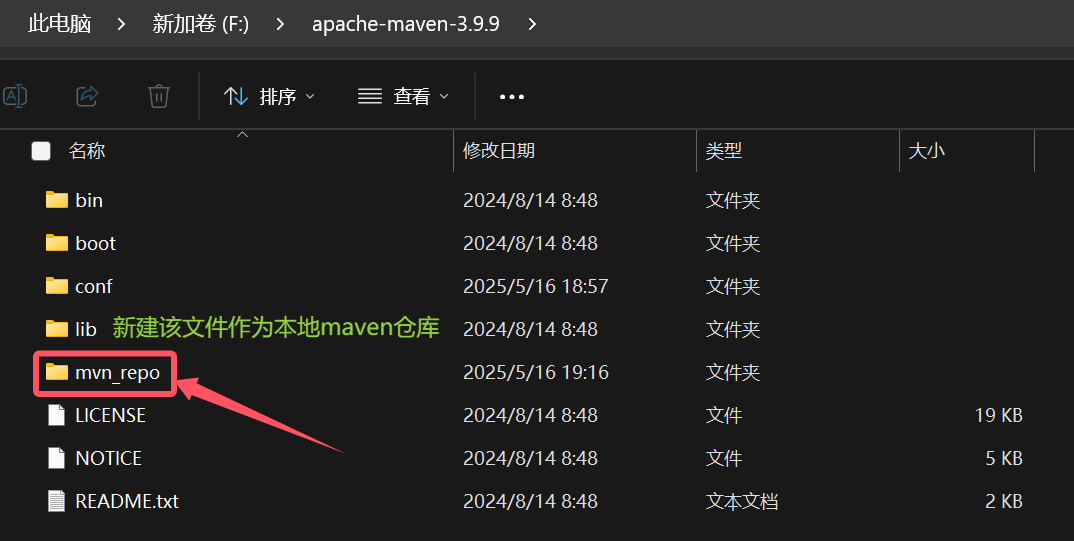 此电脑 > 新加卷 (F:) > apache-maven-3.9.9 >
排序 查看 •••
名称 修改日期 类型 大小
bin 2024/8/14 8:48 文件夹
boot 2024/8/14 8:48 文件夹
conf 2025/5/16 18:57 文件夹
lib 新建该文件作为本地maven仓库 2024/8/14 8:48 文件夹
mvn_repo 2025/5/16 19:16 文件夹
LICENSE 2024/8/14 8:48 文件 19 KB
NOTICE 2024/8/14 8:48 文件 5 KB
README.txt 2024/8/14 8:48 文本文档 2 KB